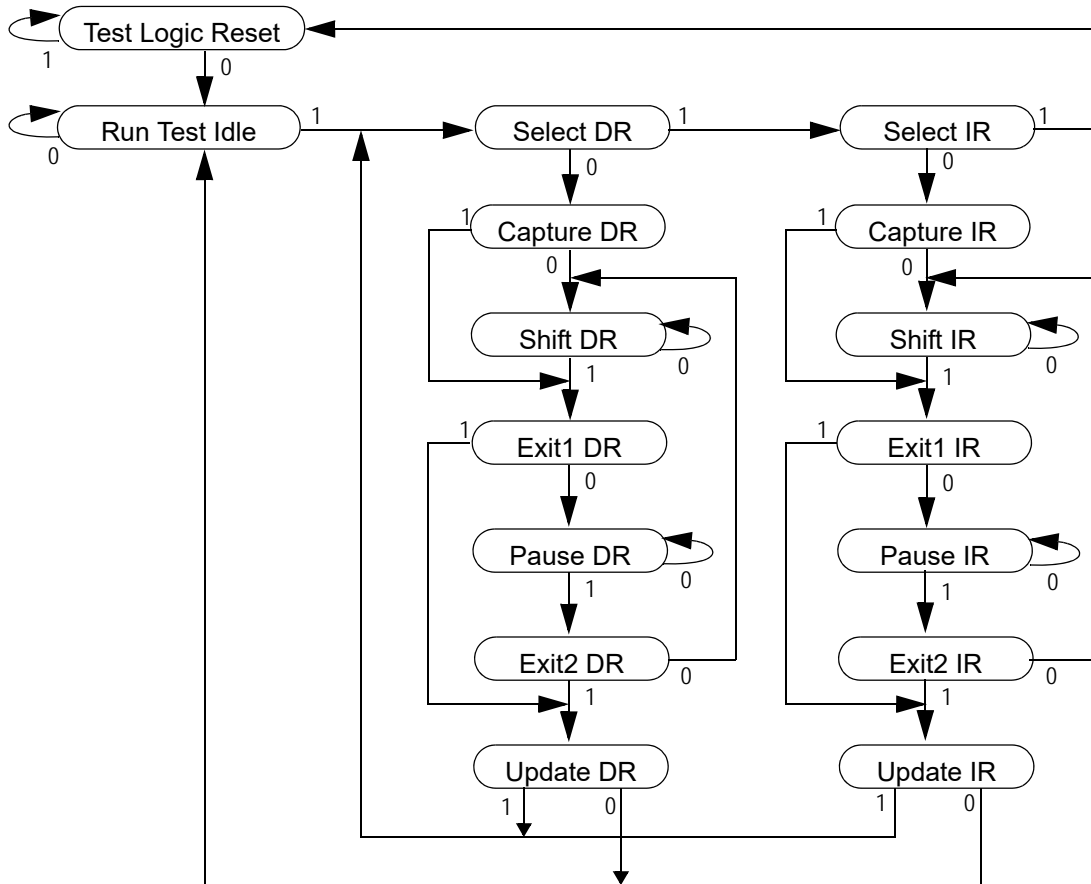 Test Logic Reset
1
0
Run Test Idle
1
0
Select DR
1
0
Select IR
1
0
1
Capture DR
0
1
Capture IR
0
Shift DR
0
1
Shift IR
0
1
1
Exit1 DR
0
1
Exit1 IR
0
Pause DR
0
1
Pause IR
0
1
Exit2 DR
0
1
Exit2 IR
0
1
Update DR
1
0
Update IR
1
0